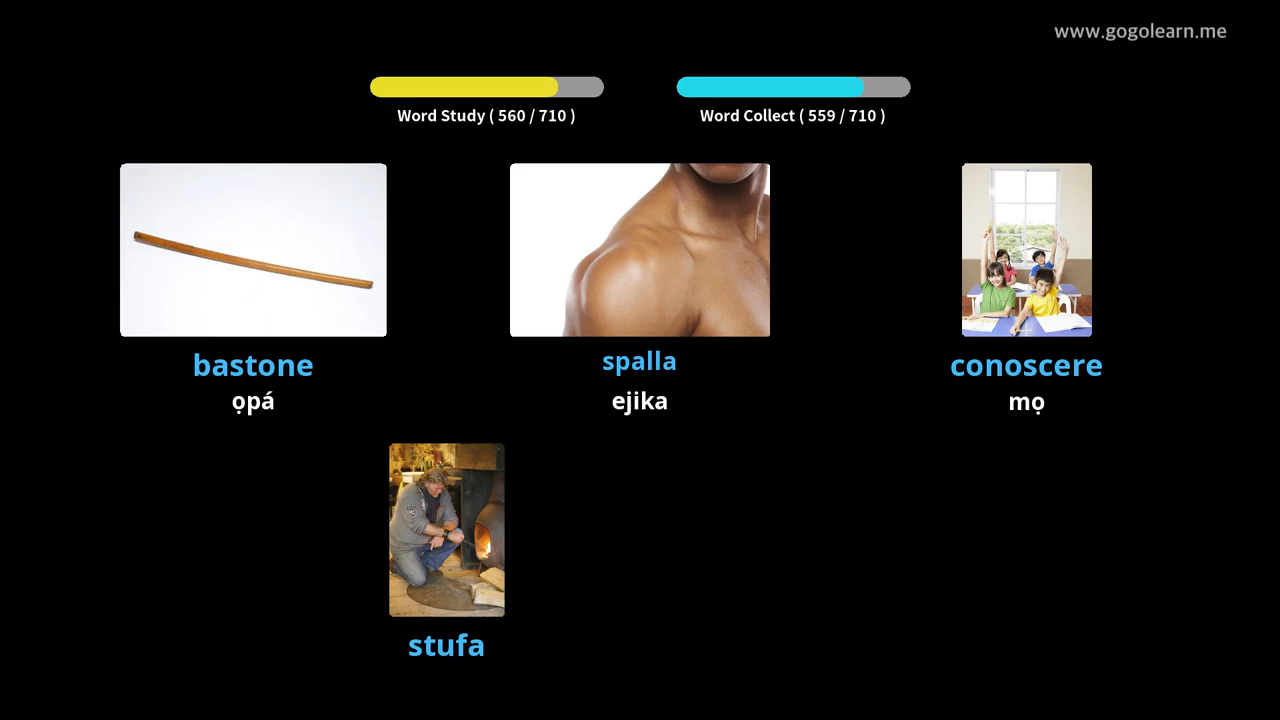 www.gogolearn.me
Word Study ( 560 / 710 )
Word Collect ( 559 / 710 )
bastone
ọpá
spalla
ejika
conoscere
mọ
stufa